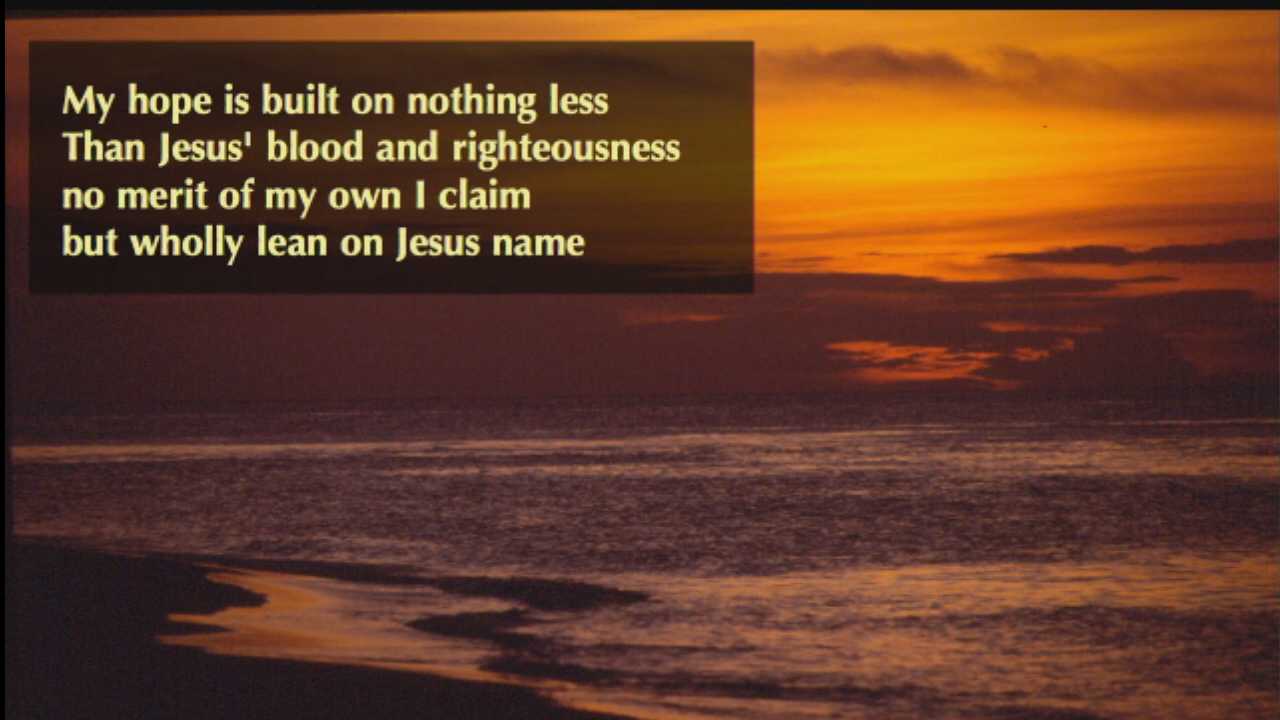 My hope is built on nothing less
Than Jesus' blood and righteousness
no merit of my own I claim
but wholly lean on Jesus name